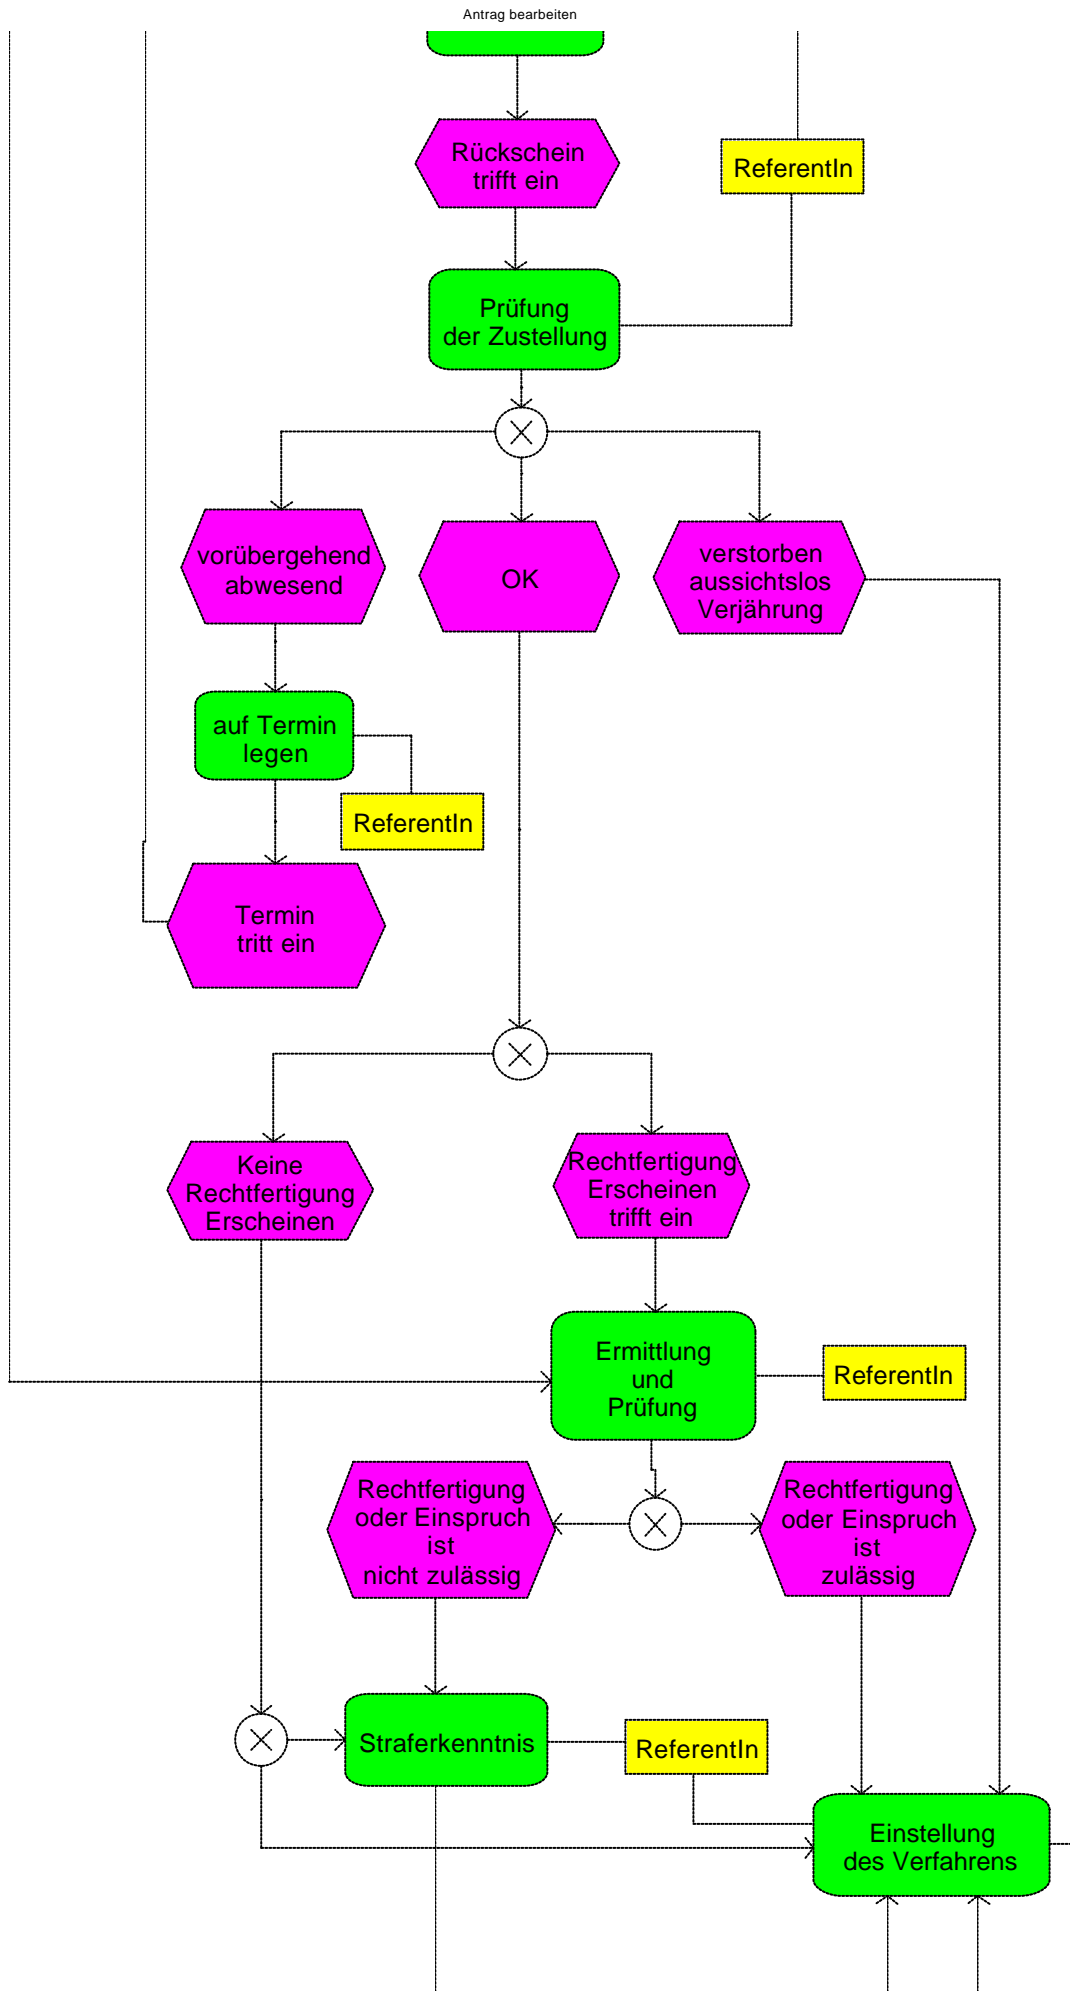 Antrag bearbeiten
Rückschein
trifft ein
ReferentIn
Prüfung
der Zustellung
vorübergehend
abwesend
OK
verstorben
aussichtslos
Verjährung
auf Termin
legen
ReferentIn
Termin
tritt ein
Keine
Rechtfertigung
Erscheinen
Rechtfertigung
Erscheinen
trifft ein
Ermittlung
und
Prüfung
ReferentIn
Rechtfertigung
oder Einspruch
ist
nicht zulässig
Rechtfertigung
oder Einspruch
ist
zulässig
Straferkenntnis
ReferentIn
Einstellung
des Verfahrens